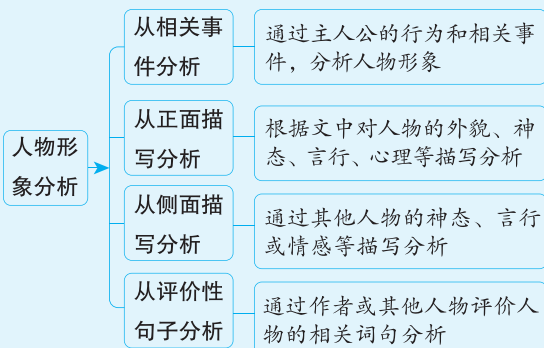 人物形
象分析
从相关事
件分析
通过主人公的行为和相关事
件，分析人物形象
从正面描
写分析
根据文中对人物的外貌、神
态、言行、心理等描写分析
从侧面描
写分析
通过其他人物的神态、言行
或情感等描写分析
从评价性
句子分析
通过作者或其他人物评价人
物的相关词句分析